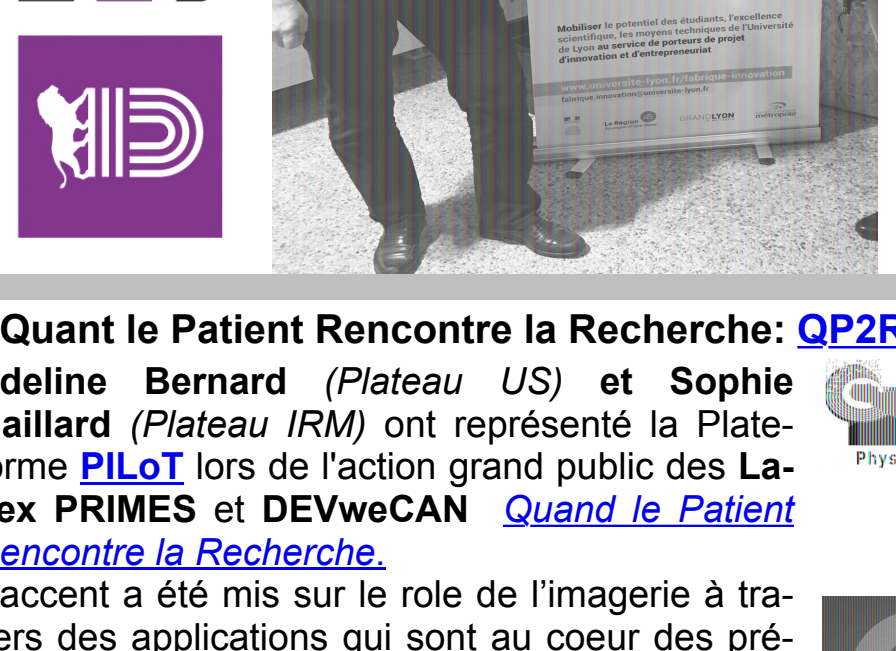 Mobiliser le potentiel des étudiants, l'excellence
scientifique, les moyens techniques de l'Université
de Lyon au service de porteurs de projet
d'innovation et d'entrepreneuriat
www.universite-lyon.fr/fabrique-innovation
fabrique.innovation@universite-lyon.fr
La Région
GRANDLYON
métropole
Quant le Patient Rencontre la Recherche: QP2R
deline Bernard (Plateau US) et Sophie
aillard (Plateau IRM) ont représenté la Plate-
orme PILoT lors de l'action grand public des La-
ex PRIMES et DEVweCAN Quand le Patient
encontre la Recherche.
Phys
accent a été mis sur le role de l’imagerie à tra-
ers des applications qui sont au coeur des pré-